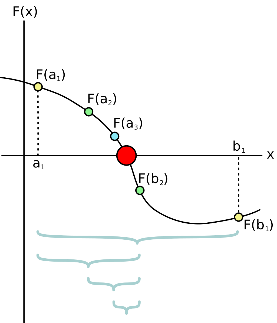 F(x)
F(a₁)
F(a₂)
F(a₃)
b₁
x
a₁
F(b₂)
F(b₁)